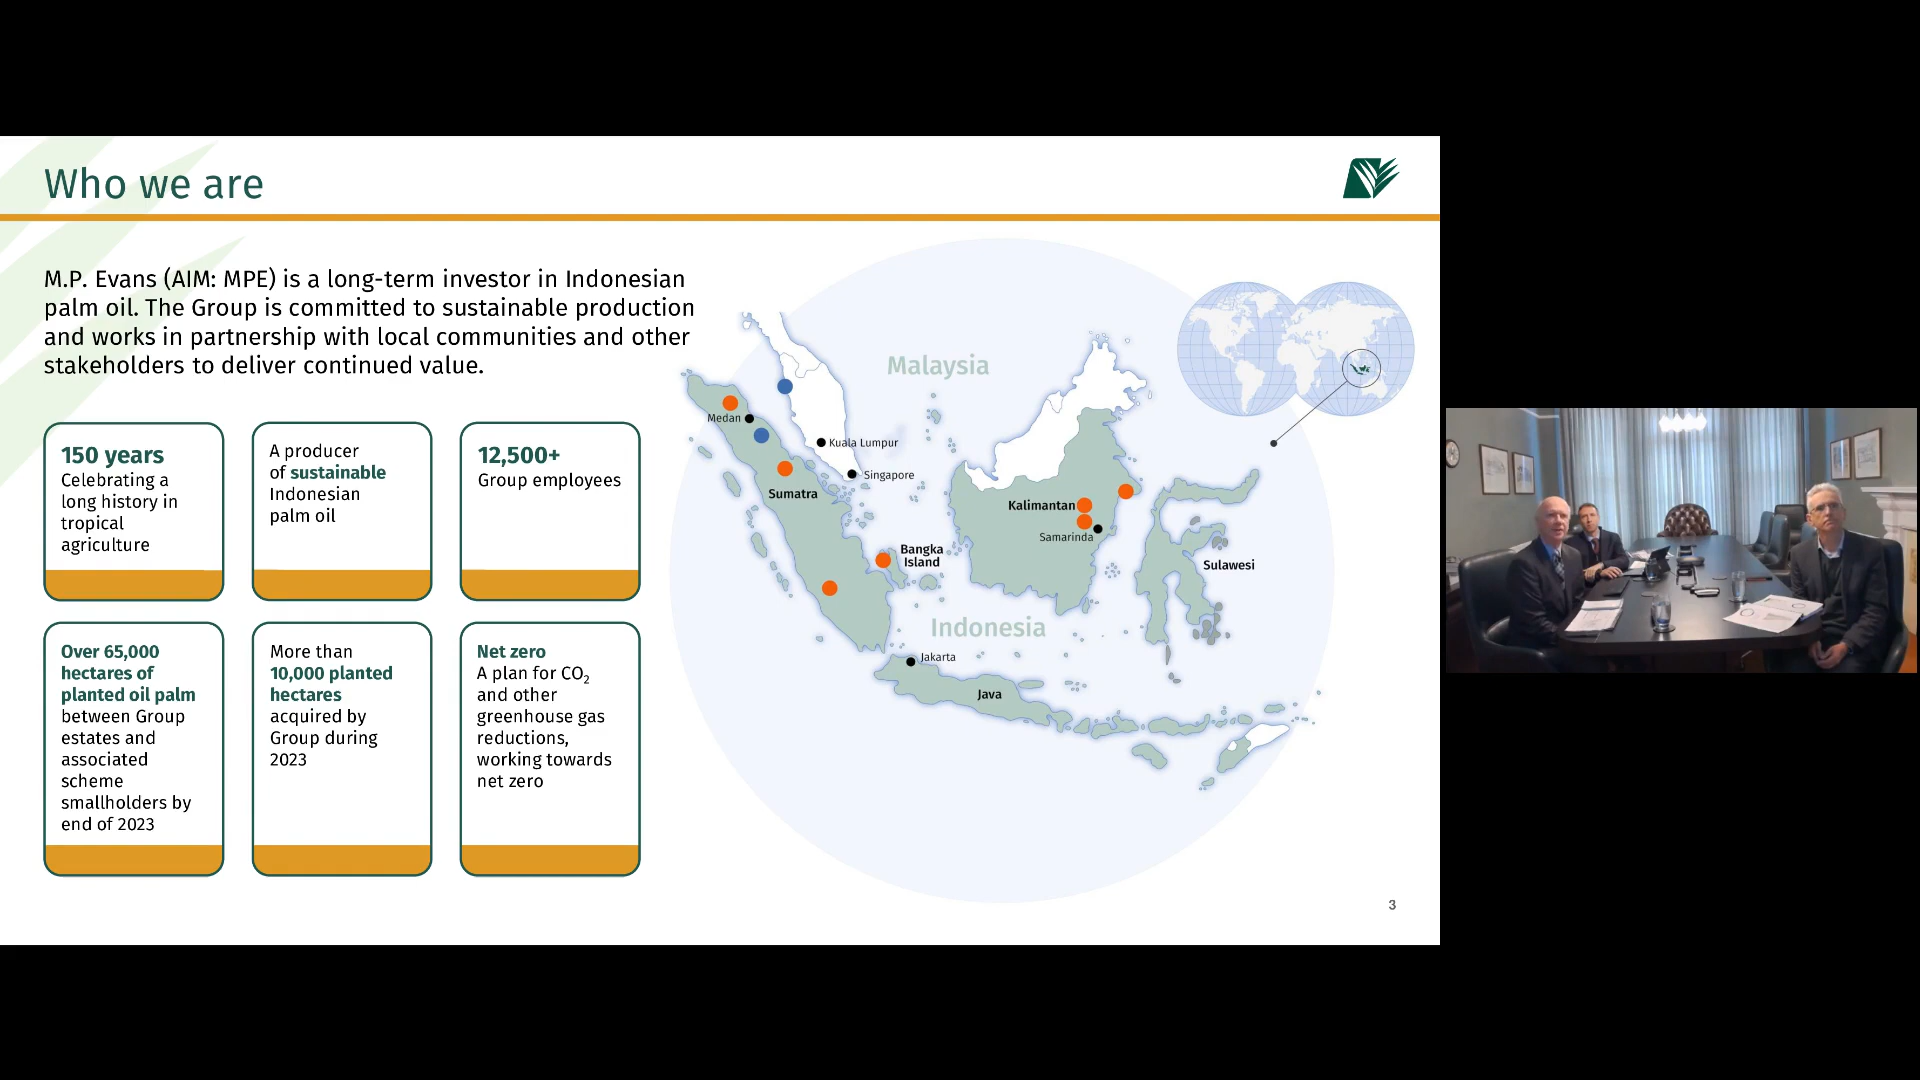 Who we are
M.P. Evans (AIM: MPE) is a long-term investor in Indonesian
palm oil. The Group is committed to sustainable production
and works in partnership with local communities and other
stakeholders to deliver continued value.
150 years
Celebrating a
long history in
tropical
agriculture
A producer
of sustainable
Indonesian
palm oil
12,500+
Group employees
Over 65,000
hectares of
planted oil palm
between Group
estates and
associated
scheme
smallholders by
end of 2023
More than
10,000 planted
hectares
acquired by
Group during
2023
Net zero
A plan for CO₂
and other
greenhouse gas
reductions,
working towards
net zero
Malaysia
Medan
Kuala Lumpur
Singapore
Sumatra
Kalimantan
Samarinda
Bangka
Island
Sulawesi
Indonesia
Jakarta
Java
3